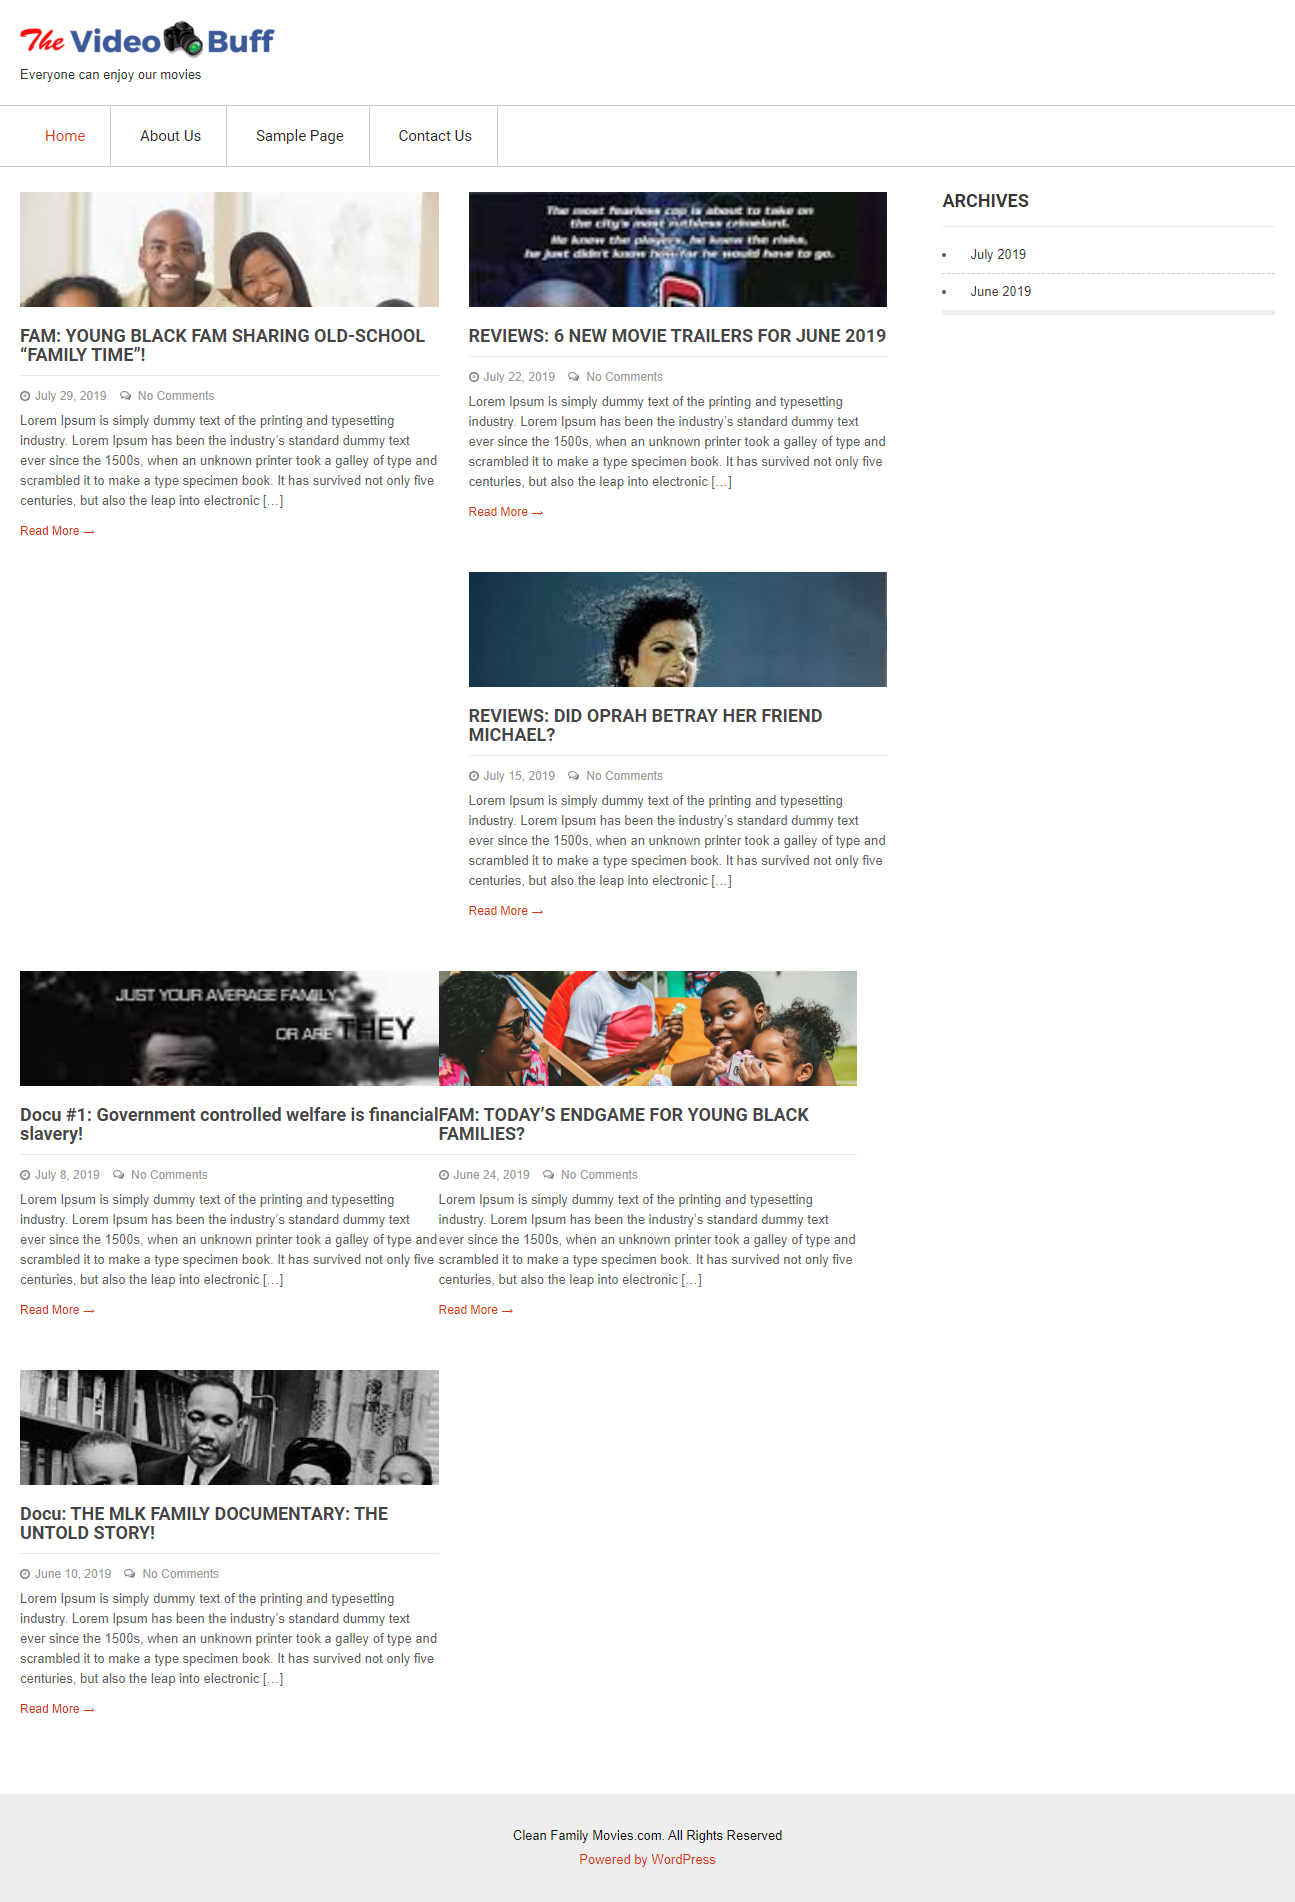 The Video Buff
Everyone can enjoy our movies
Home
About Us
Sample Page
Contact Us
FAM: YOUNG BLACK FAM SHARING OLD-SCHOOL
“FAMILY TIME”!
July 29, 2019 No Comments
Lorem Ipsum is simply dummy text of the printing and typesetting
industry. Lorem Ipsum has been the industry’s standard dummy text
ever since the 1500s, when an unknown printer took a galley of type and
scrambled it to make a type specimen book. It has survived not only five
centuries, but also the leap into electronic […]
Read More →
The most fearless cop is about to take on
the city's most ruthless crimelord.
He knew the players, he knew the risks,
he just didn't know how far he would have to go.
REVIEWS: 6 NEW MOVIE TRAILERS FOR JUNE 2019
July 22, 2019 No Comments
Lorem Ipsum is simply dummy text of the printing and typesetting
industry. Lorem Ipsum has been the industry’s standard dummy text
ever since the 1500s, when an unknown printer took a galley of type and
scrambled it to make a type specimen book. It has survived not only five
centuries, but also the leap into electronic […]
Read More →
ARCHIVES
July 2019
June 2019
REVIEWS: DID OPRAH BETRAY HER FRIEND
MICHAEL?
July 15, 2019 No Comments
Lorem Ipsum is simply dummy text of the printing and typesetting
industry. Lorem Ipsum has been the industry’s standard dummy text
ever since the 1500s, when an unknown printer took a galley of type and
scrambled it to make a type specimen book. It has survived not only five
centuries, but also the leap into electronic […]
Read More →
JUST YOUR AVERAGE FAMILY
OR ARE THEY
Docu #1: Government controlled welfare is financial
slavery!
July 8, 2019 No Comments
Lorem Ipsum is simply dummy text of the printing and typesetting
industry. Lorem Ipsum has been the industry’s standard dummy text
ever since the 1500s, when an unknown printer took a galley of type and
scrambled it to make a type specimen book. It has survived not only five
centuries, but also the leap into electronic […]
Read More →
FAM: TODAY’S ENDGAME FOR YOUNG BLACK
FAMILIES?
June 24, 2019 No Comments
Lorem Ipsum is simply dummy text of the printing and typesetting
industry. Lorem Ipsum has been the industry’s standard dummy text
ever since the 1500s, when an unknown printer took a galley of type and
scrambled it to make a type specimen book. It has survived not only five
centuries, but also the leap into electronic […]
Read More →
Docu: THE MLK FAMILY DOCUMENTARY: THE
UNTOLD STORY!
June 10, 2019 No Comments
Lorem Ipsum is simply dummy text of the printing and typesetting
industry. Lorem Ipsum has been the industry’s standard dummy text
ever since the 1500s, when an unknown printer took a galley of type and
scrambled it to make a type specimen book. It has survived not only five
centuries, but also the leap into electronic […]
Read More →
Clean Family Movies.com. All Rights Reserved
Powered by WordPress